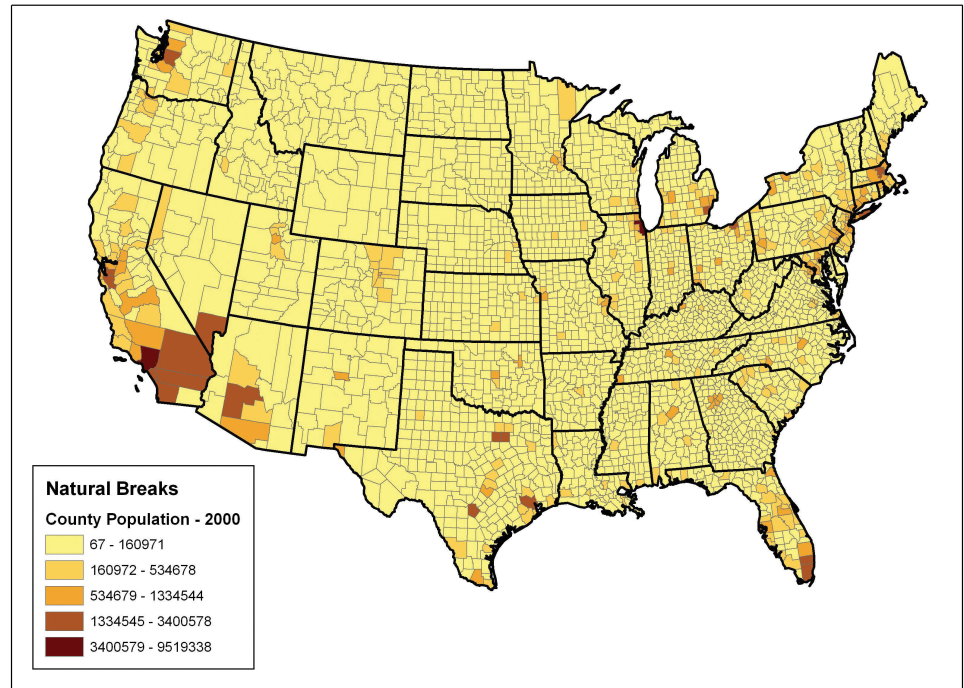 Natural Breaks
County Population - 2000
67 - 160971
160972 - 534678
534679 - 1334544
1334545 - 3400578
3400579 - 9519338